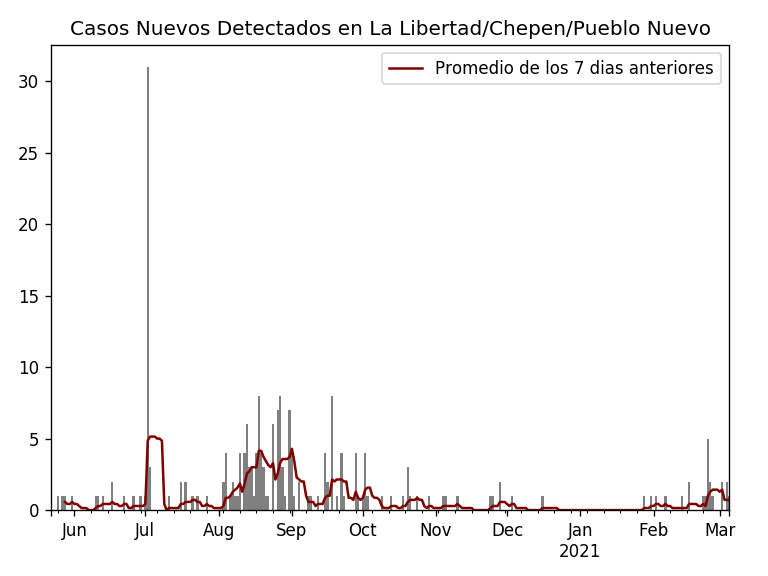 Casos Nuevos Detectados en La Libertad/Chepen/Pueblo Nuevo
Promedio de los 7 dias anteriores
30
25
20
15
10
5
0
Jun Jul Aug Sep Oct Nov Dec Jan Feb Mar
2021